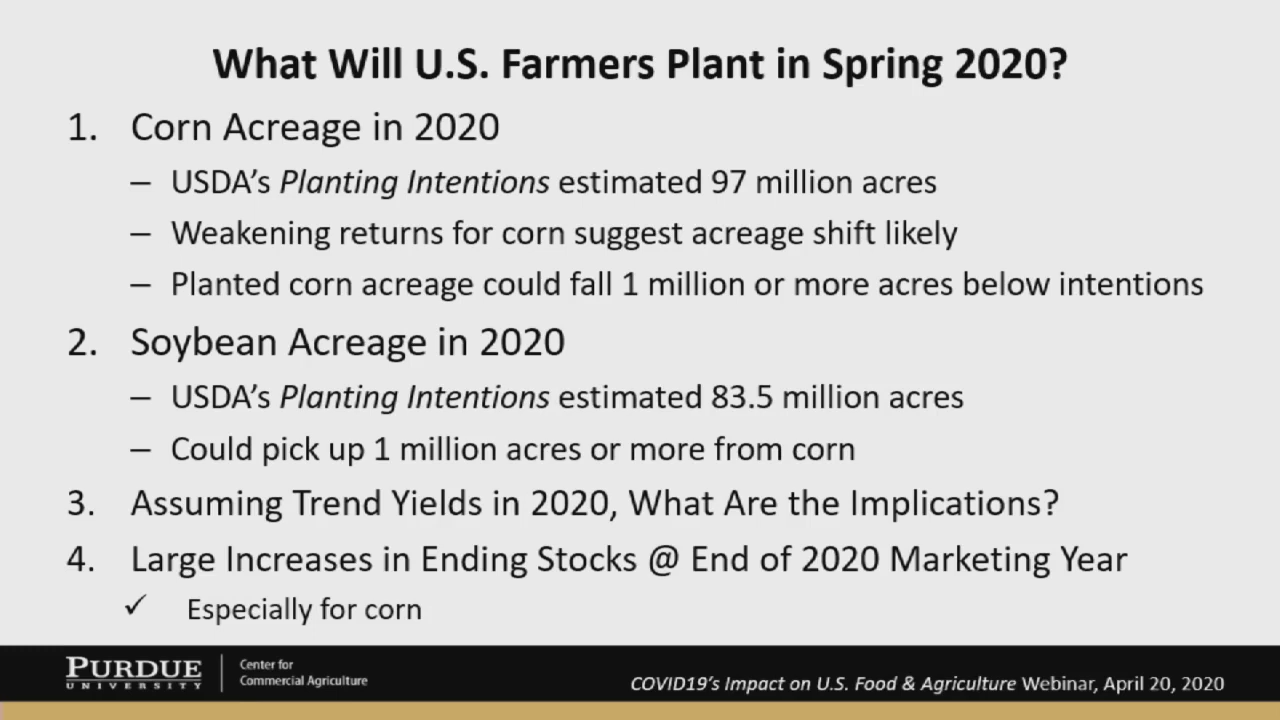 What Will U.S. Farmers Plant in Spring 2020?
1. Corn Acreage in 2020
– USDA's Planting Intentions estimated 97 million acres
– Weakening returns for corn suggest acreage shift likely
– Planted corn acreage could fall 1 million or more acres below intentions
2. Soybean Acreage in 2020
– USDA's Planting Intentions estimated 83.5 million acres
– Could pick up 1 million acres or more from corn
3. Assuming Trend Yields in 2020, What Are the Implications?
4. Large Increases in Ending Stocks @ End of 2020 Marketing Year
✓ Especially for corn
PURDUE
UNIVERSITY
Center for
Commercial Agriculture
COVID19's Impact on U.S. Food & Agriculture Webinar, April 20, 2020